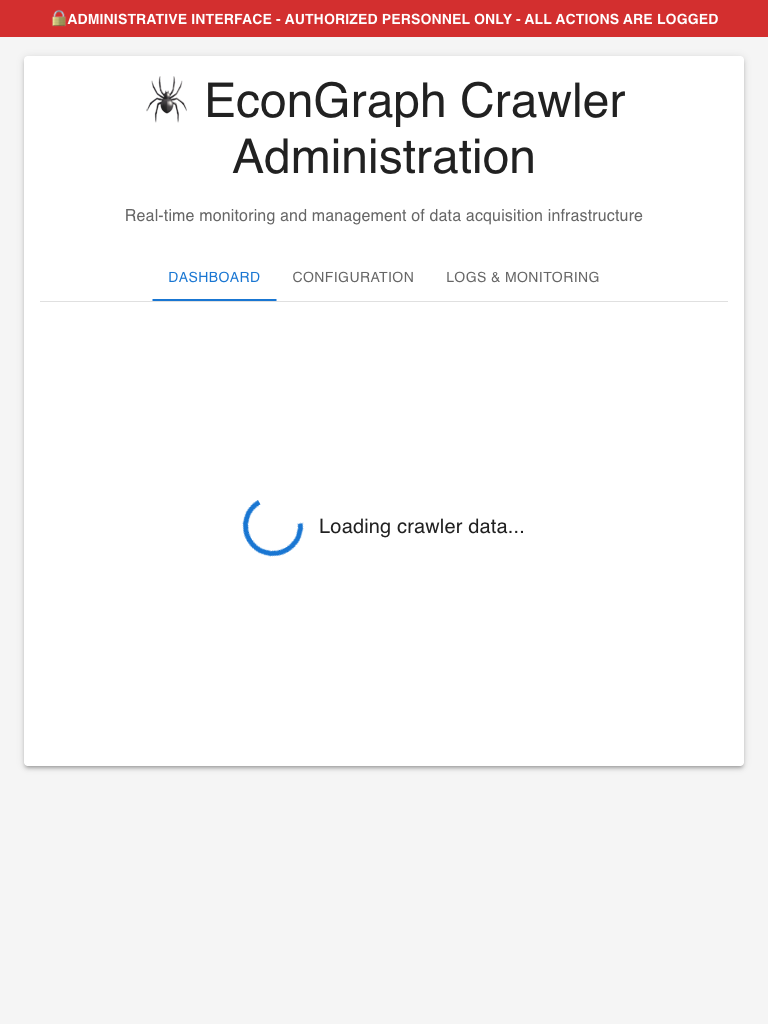 ADMINISTRATIVE INTERFACE - AUTHORIZED PERSONNEL ONLY - ALL ACTIONS ARE LOGGED
EconGraph Crawler
Administration
Real-time monitoring and management of data acquisition infrastructure
DASHBOARD CONFIGURATION LOGS & MONITORING
Loading crawler data...